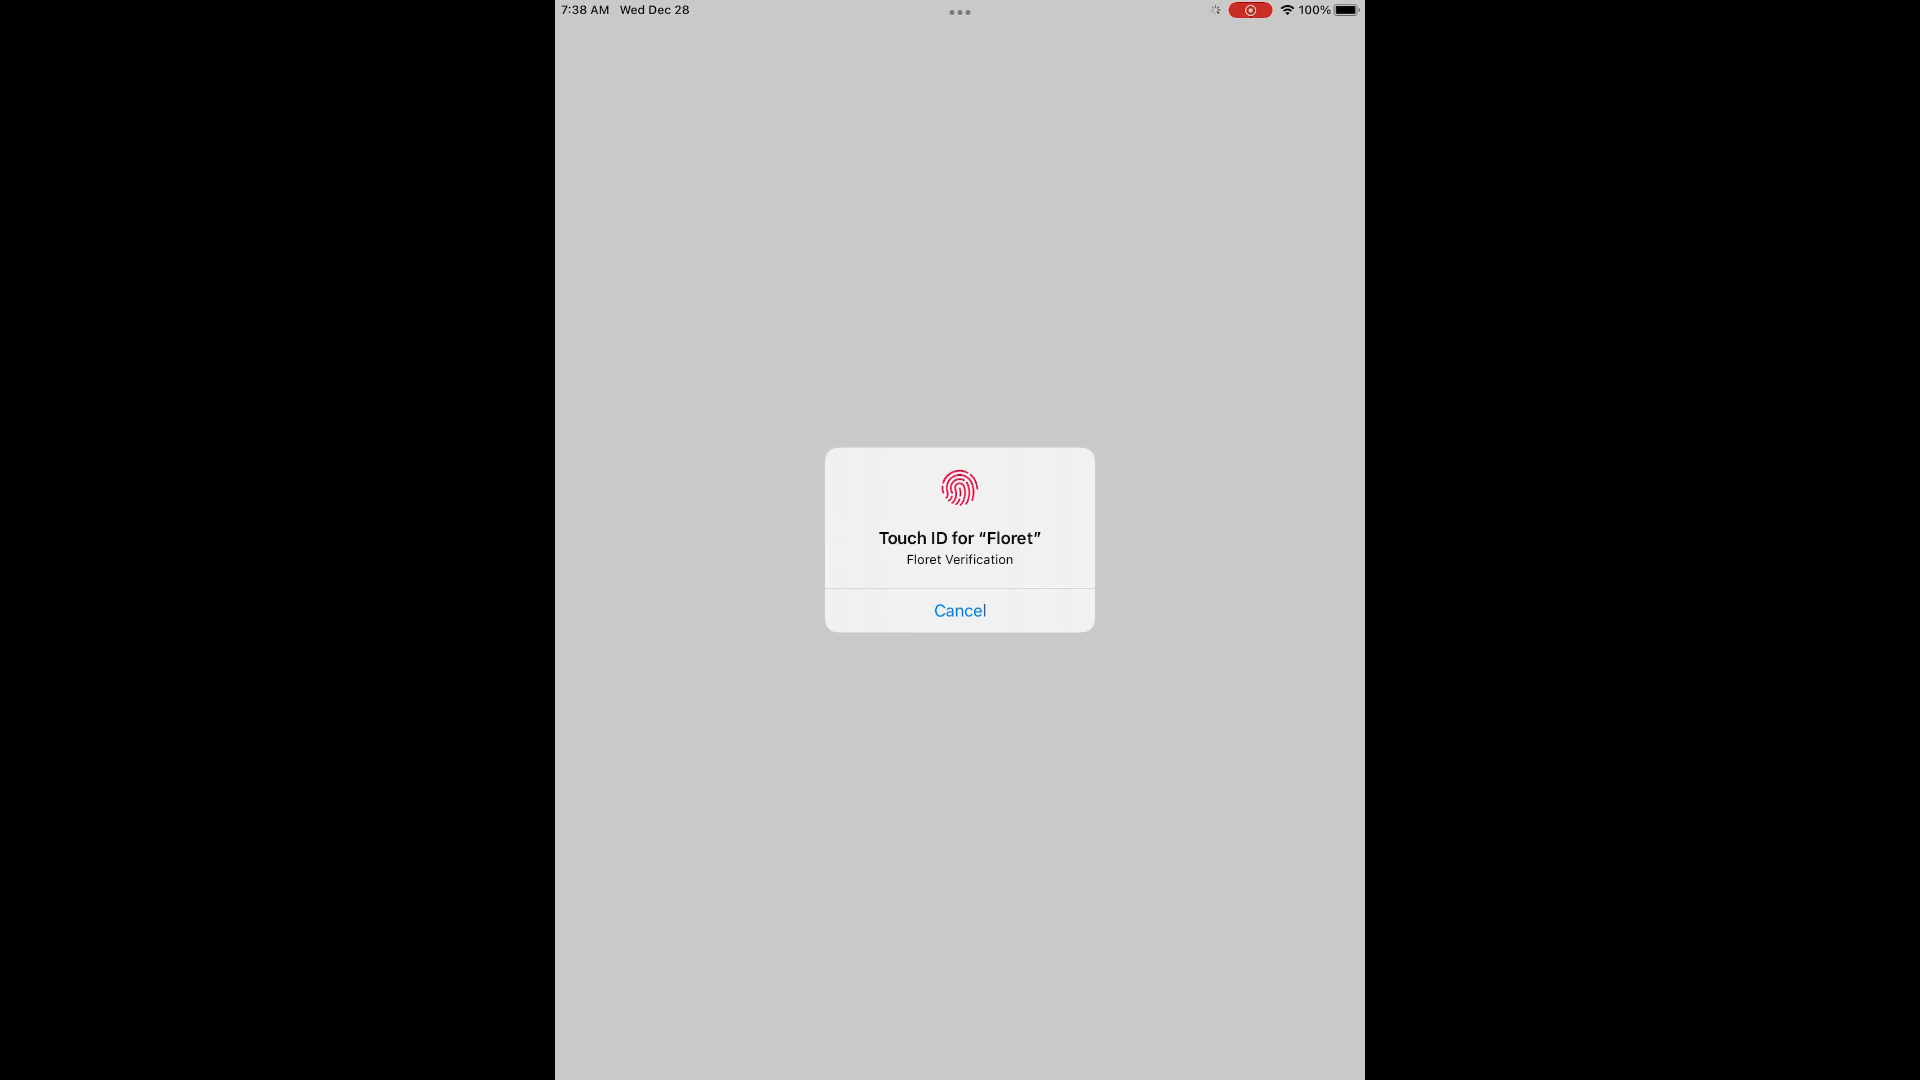 7:38 AM Wed Dec 28
100%
Touch ID for “Floret”
Floret Verification
Cancel